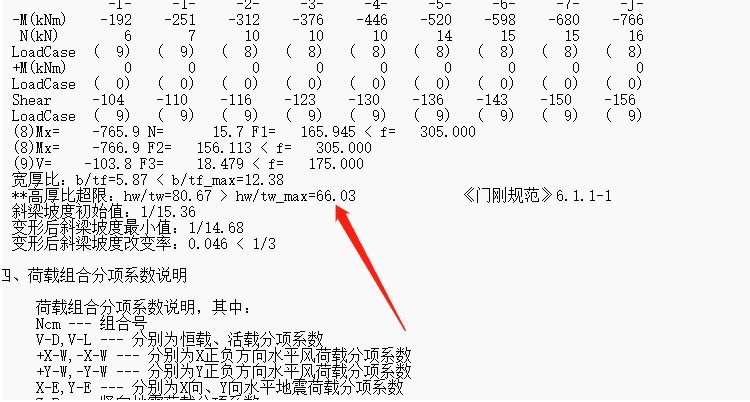 -1- -2- -3- -4- -5- -6- -7- -J-
-M(kNm) -192 -251 -312 -376 -446 -520 -598 -680 -766
N(kN) 6 7 10 10 10 14 15 15 16
LoadCase ( 9) ( 9) ( 8) ( 8) ( 8) ( 8) ( 8) ( 8) ( 8)
+M(kNm) 0 0 0 0 0 0 0 0 0
LoadCase ( 0) ( 0) ( 0) ( 0) ( 0) ( 0) ( 0) ( 0) ( 0)
Shear -104 -110 -116 -123 -130 -136 -143 -150 -156
LoadCase ( 9) ( 9) ( 9) ( 9) ( 9) ( 9) ( 9) ( 9) ( 9)
(8)Mx= -765.9 N= 15.7 F1= 165.945 < f= 305.000
(8)Mx= -766.9 F2= 156.113 < f= 305.000
(9)V= -103.8 F3= 18.479 < f= 175.000
宽厚比: b/tf=5.87 < b/tf_max=12.38
**高厚比超限: hw/tw=80.67 > hw/tw_max=66.03 《门刚规范》6.1.1-1
斜梁坡度初始值: 1/15.36
变形后斜梁坡度最小值: 1/14.68
变形后斜梁坡度改变率: 0.046 < 1/3
四、荷载组合分项系数说明
荷载组合分项系数说明, 其中:
Ncm --- 组合号
V-D,V-L --- 分别为恒载、活载分项系数
+X-W,-X-W --- 分别为X正负方向水平风荷载分项系数
+Y-W,-Y-W --- 分别为Y正负方向水平风荷载分项系数
X-E,Y-E --- 分别为X向、Y向水平地震荷载分项系数